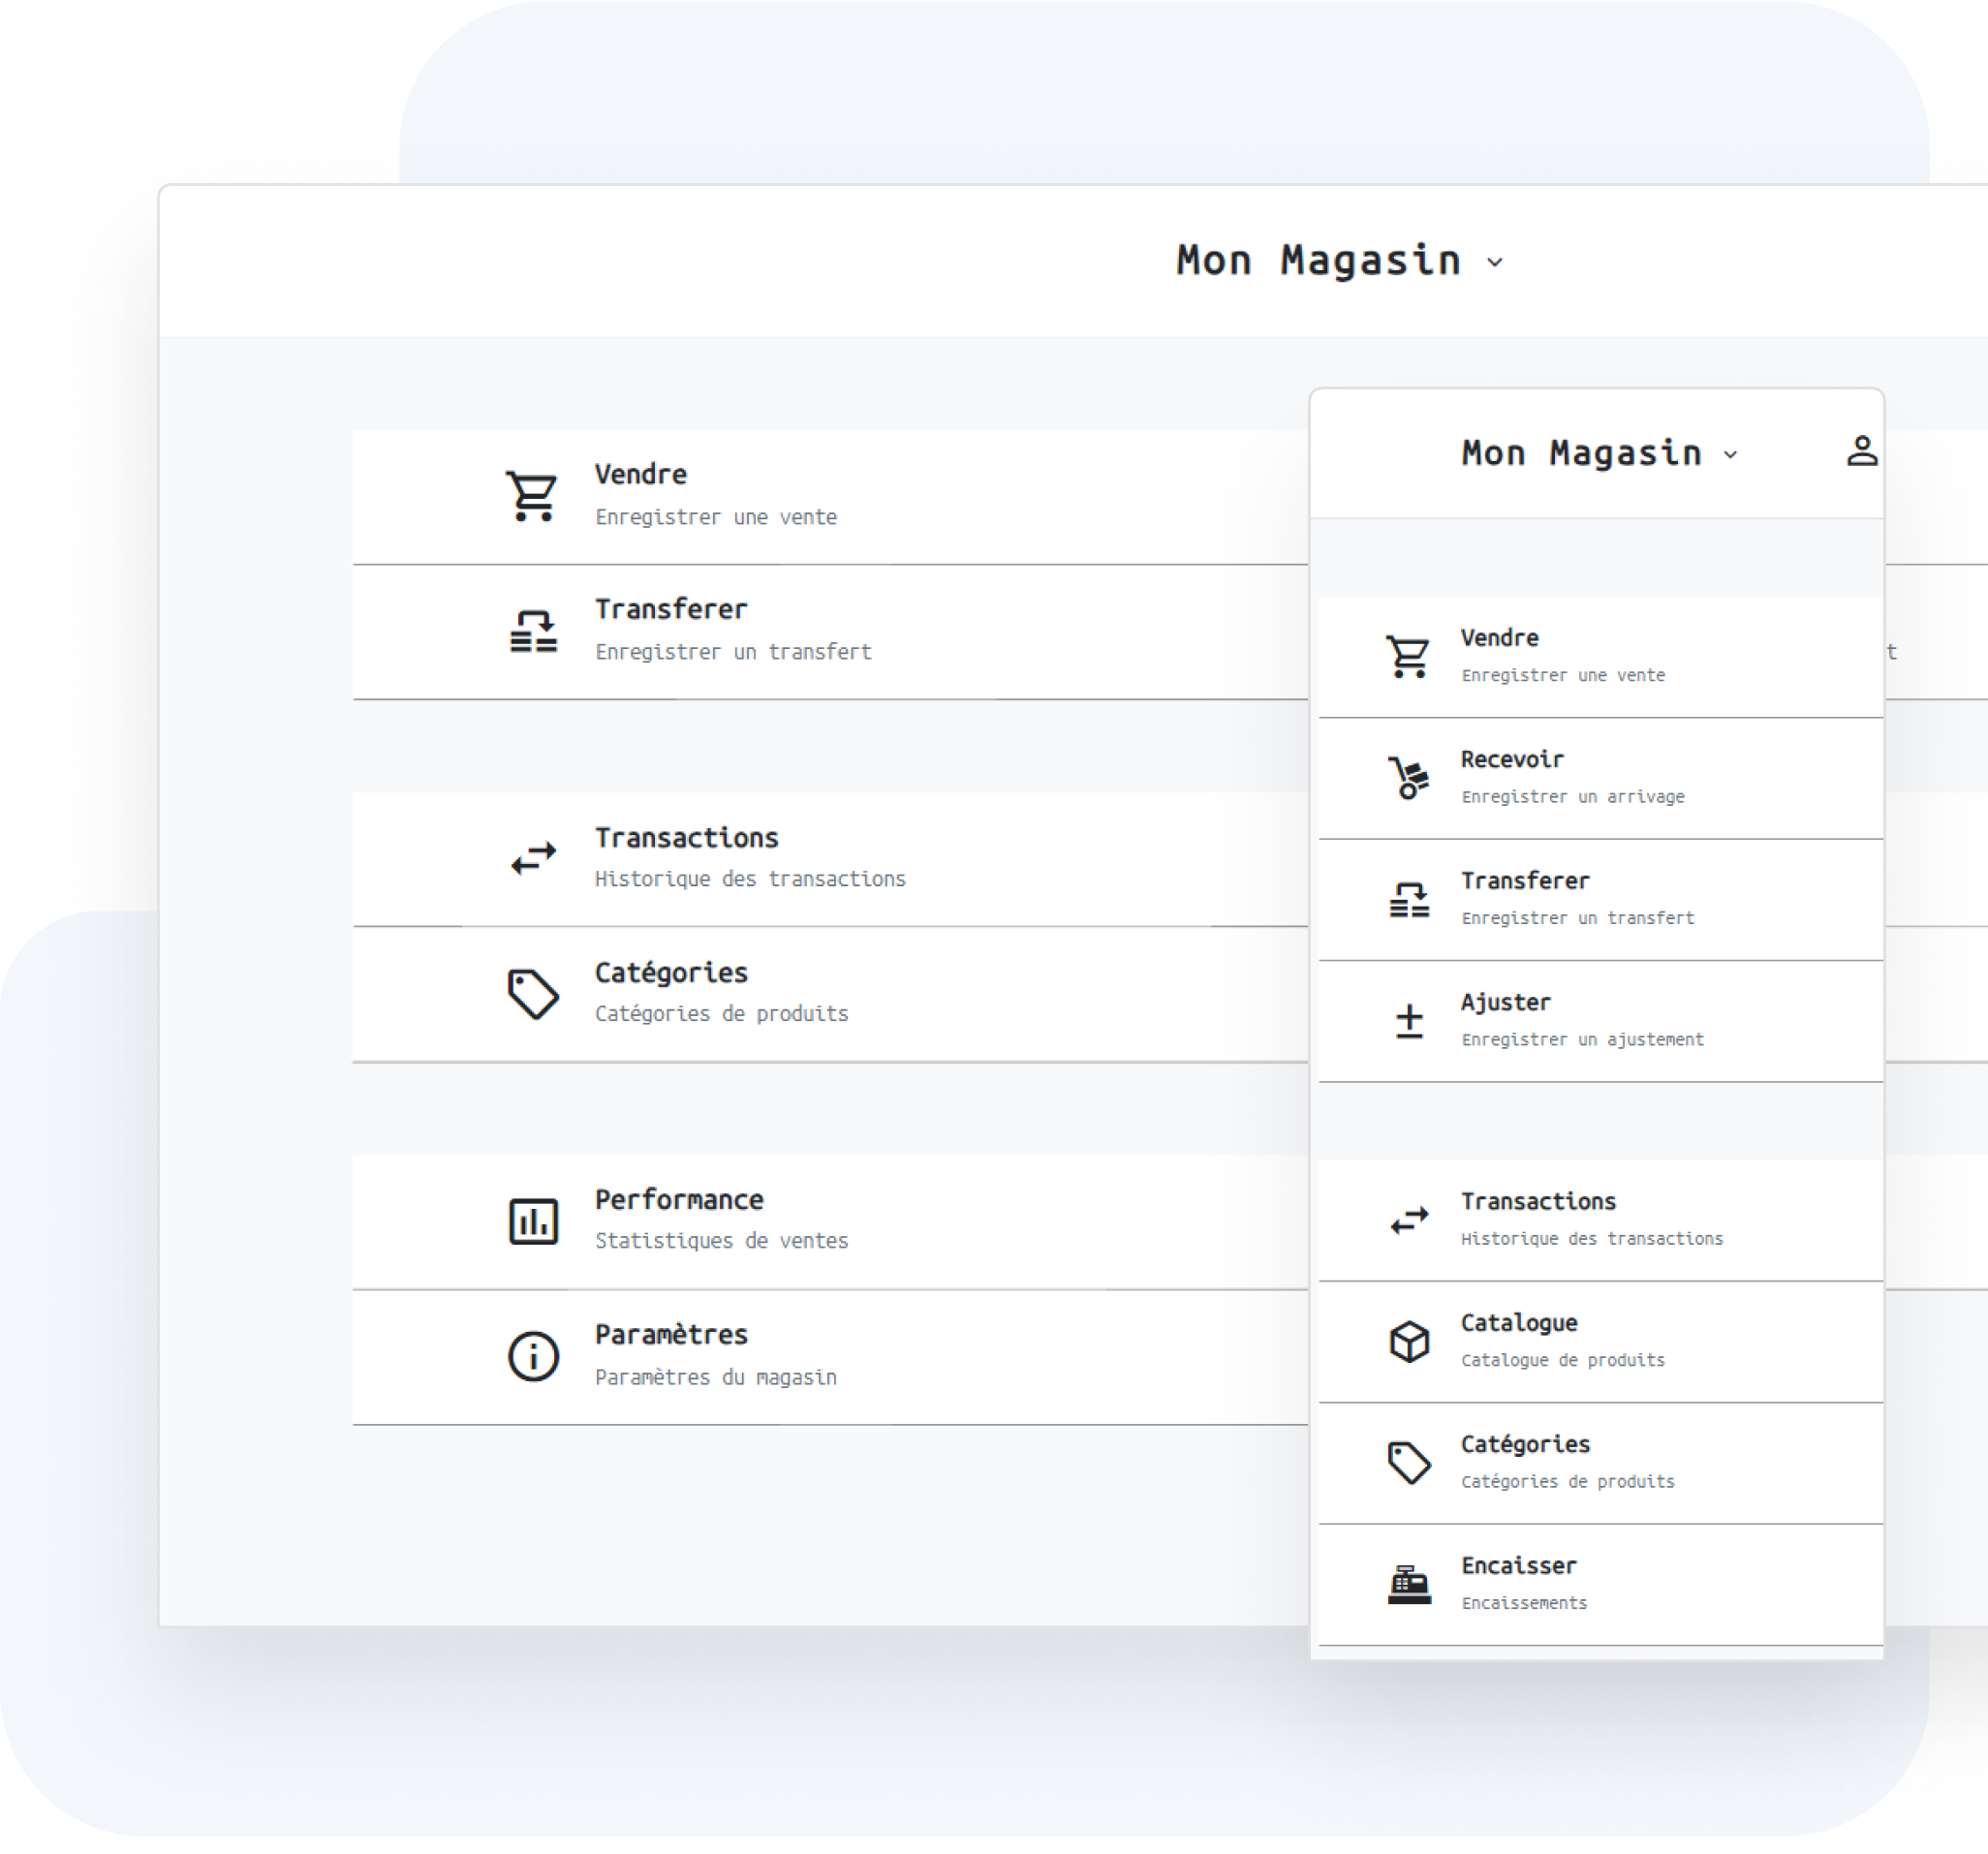 Mon Magasin
Vendre
Enregistrer une vente
Transferer
Enregistrer un transfert
Transactions
Historique des transactions
Catégories
Catégories de produits
Performance
Statistiques de ventes
Paramètres
Paramètres du magasin
t
Mon Magasin
Vendre
Enregistrer une vente
Recevoir
Enregistrer un arrivage
Transferer
Enregistrer un transfert
Ajuster
Enregistrer un ajustement
Transactions
Historique des transactions
Catalogue
Catalogue de produits
Catégories
Catégories de produits
Encaisser
Encaissements